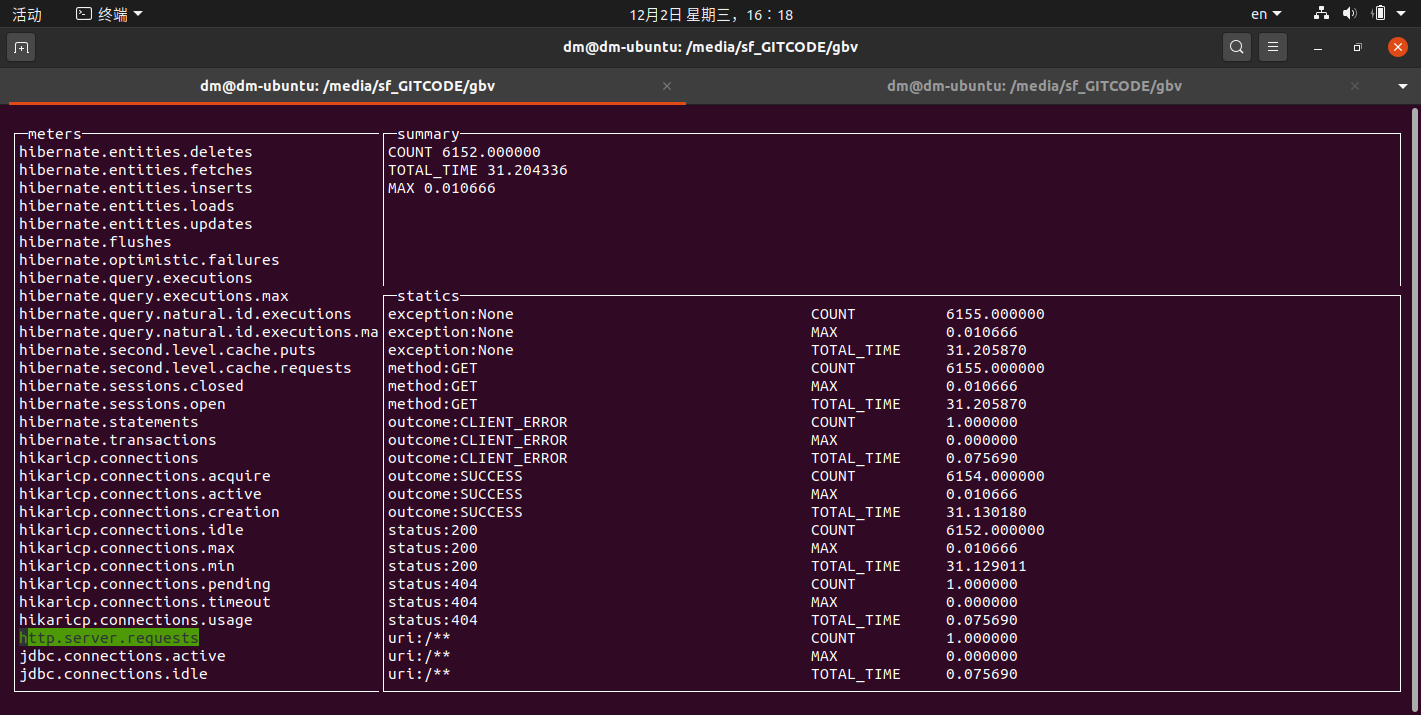 活动 终端 12月2日 星期三，16：18 en
dm@dm-ubuntu: /media/sf_GITCODE/gbv
dm@dm-ubuntu: /media/sf_GITCODE/gbv dm@dm-ubuntu: /media/sf_GITCODE/gbv
meters
hibernate.entities.deletes
hibernate.entities.fetches
hibernate.entities.inserts
hibernate.entities.loads
hibernate.entities.updates
hibernate.flushes
hibernate.optimistic.failures
hibernate.query.executions
hibernate.query.executions.max
hibernate.query.natural.id.executions
hibernate.query.natural.id.executions.ma
hibernate.second.level.cache.puts
hibernate.second.level.cache.requests
hibernate.sessions.closed
hibernate.sessions.open
hibernate.statements
hibernate.transactions
hikaricp.connections
hikaricp.connections.acquire
hikaricp.connections.active
hikaricp.connections.creation
hikaricp.connections.idle
hikaricp.connections.max
hikaricp.connections.min
hikaricp.connections.pending
hikaricp.connections.timeout
hikaricp.connections.usage
http.server.requests
jdbc.connections.active
jdbc.connections.idle
summary
COUNT 6152.000000
TOTAL_TIME 31.204336
MAX 0.010666
statics
exception:None COUNT 6155.000000
exception:None MAX 0.010666
exception:None TOTAL_TIME 31.205870
method:GET COUNT 6155.000000
method:GET MAX 0.010666
method:GET TOTAL_TIME 31.205870
outcome:CLIENT_ERROR COUNT 1.000000
outcome:CLIENT_ERROR MAX 0.000000
outcome:CLIENT_ERROR TOTAL_TIME 0.075690
outcome:SUCCESS COUNT 6154.000000
outcome:SUCCESS MAX 0.010666
outcome:SUCCESS TOTAL_TIME 31.130180
status:200 COUNT 6152.000000
status:200 MAX 0.010666
status:200 TOTAL_TIME 31.129011
status:404 COUNT 1.000000
status:404 MAX 0.000000
status:404 TOTAL_TIME 0.075690
uri:/** COUNT 1.000000
uri:/** MAX 0.000000
uri:/** TOTAL_TIME 0.075690